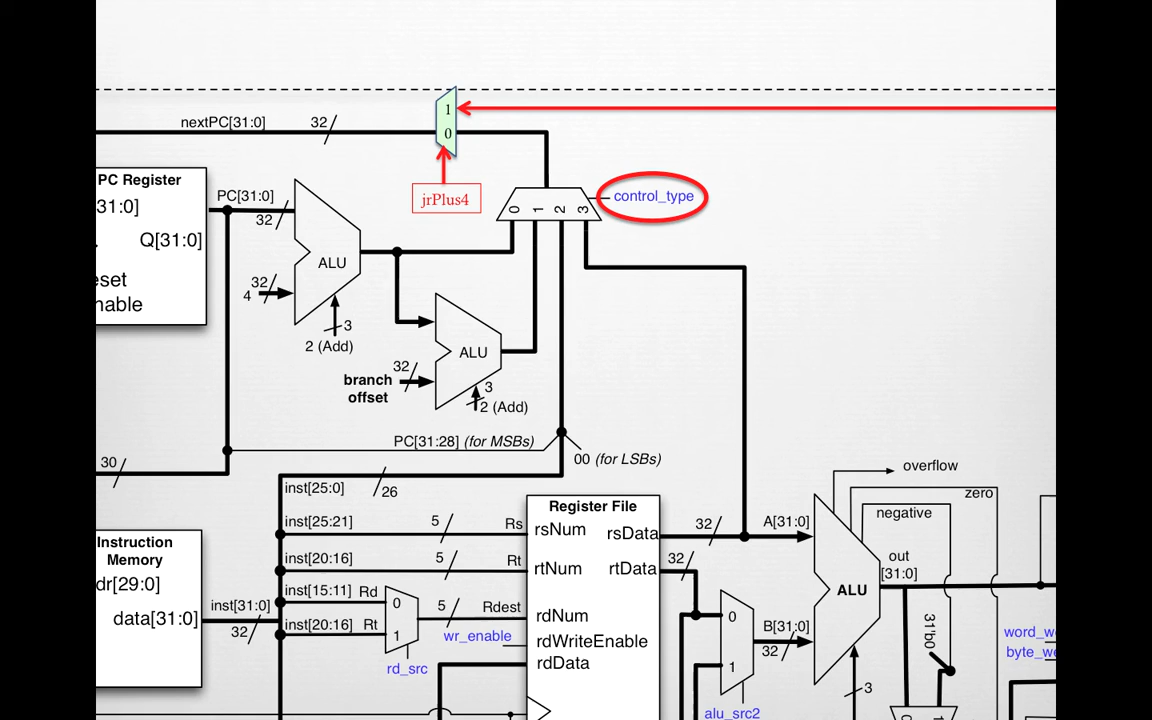 1
nextPC[31:0]
32
0
PC Register
PC[31:0]
jrPlus4
0
1
2
3
control_type
31:0]
32
Q[31:0]
ALU
eset
32
4
nable
3
2 (Add)
ALU
32
branch
offset
3
2 (Add)
PC[31:28] (for MSBs)
30
00 (for LSBs)
overflow
inst[25:0]
26
zero
Register File
negative
inst[25:21]
5
Rs
rsNum
rsData
32
A[31:0]
Instruction
Memory
inst[20:16]
5
Rt
rtNum
rtData
32
out
[31:0]
dr[29:0]
inst[15:11]
Rd
0
5
Rdest
rdNum
0
ALU
data[31:0]
inst[31:0]
32
inst[20:16]
Rt
1
wr_enable
rdWriteEnable
B[31:0]
32
31'b0
word_w
byte_we
rd_src
rdData
1
3
alu_src2
0
1